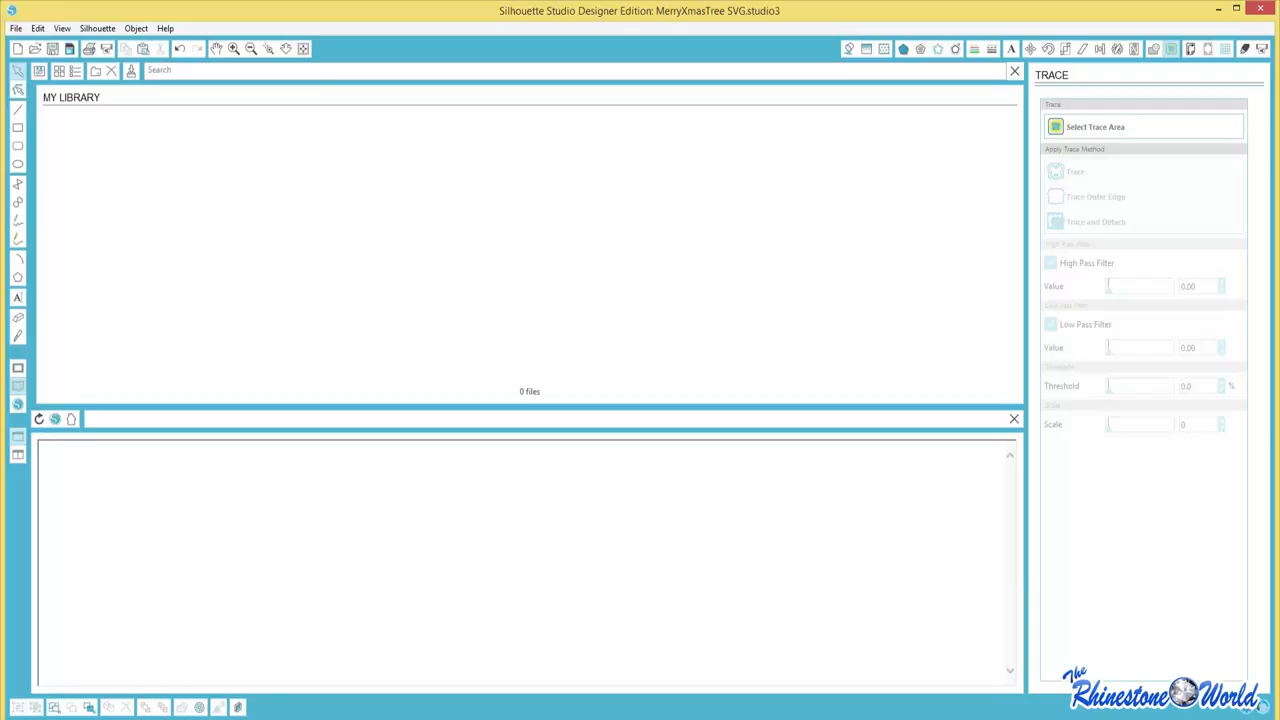 Silhouette Studio Designer Edition: MerryXmasTree SVG.studio3
File Edit View Silhouette Object Help
Search
MY LIBRARY
0 files
TRACE
Trace
Select Trace Area
Apply Trace Method
Trace
Trace Outer Edge
Trace and Detach
High Pass Filter
High Pass Filter
Value 0.00
Low Pass Filter
Low Pass Filter
Value 0.00
Threshold
Threshold 0.0 %
Scale
Scale 0
The
Rhinestone World